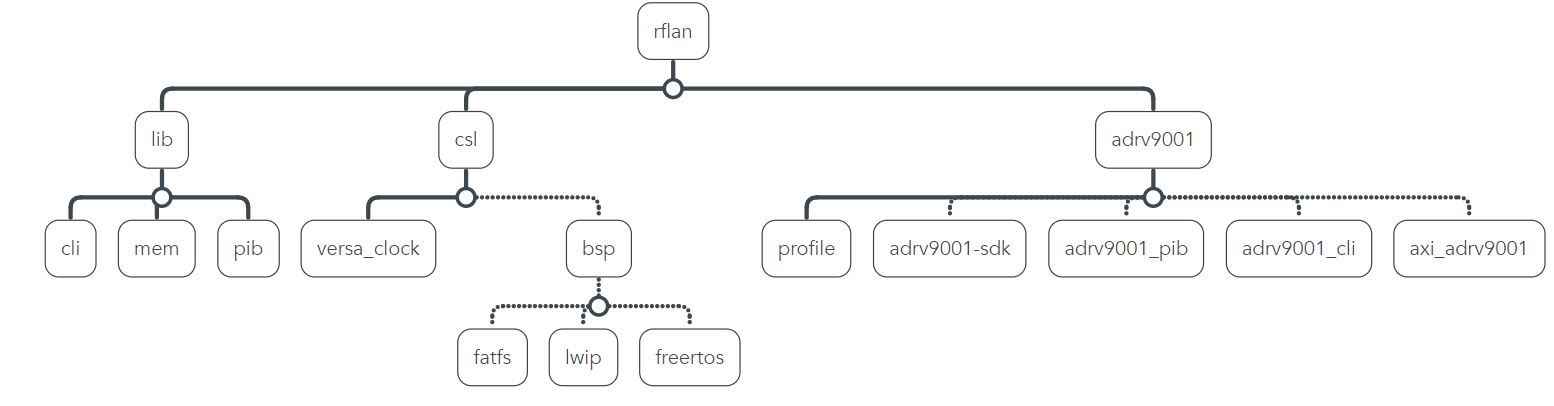 rflan
lib
csl
adrv9001
cli
mem
pib
versa_clock
bsp
profile
adrv9001-sdk
adrv9001_pib
adrv9001_cli
axi_adrv9001
fatfs
lwip
freertos